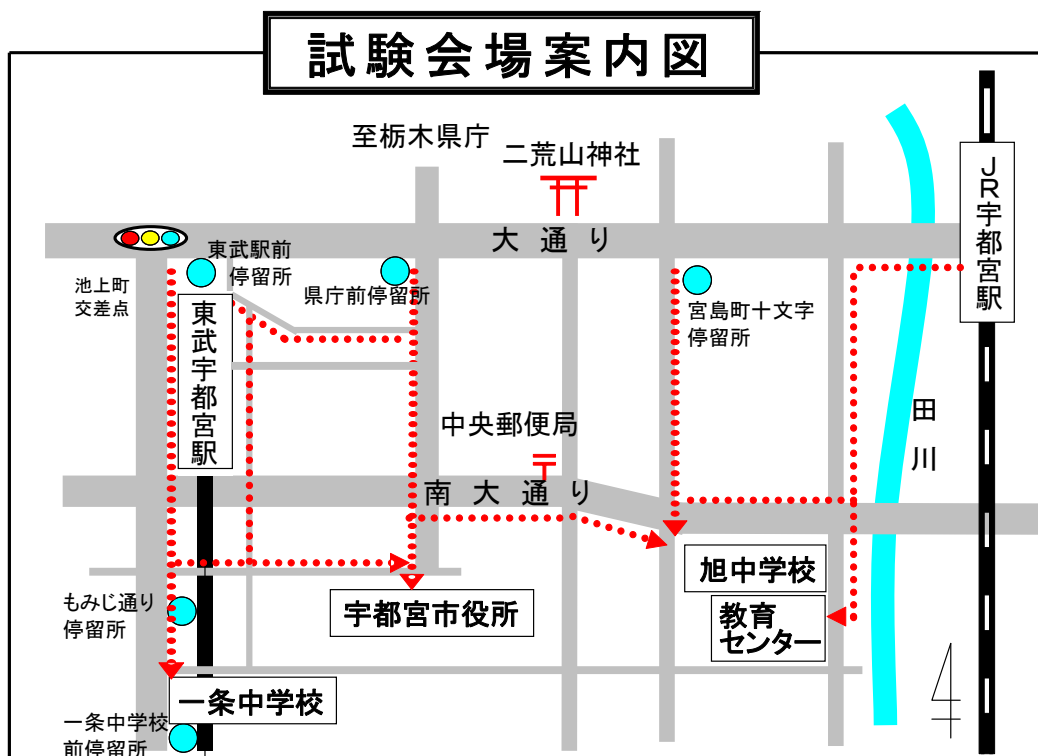 試験会場案内図
至栃木県庁
二荒山神社
JR宇都宮駅
大通り
東武駅前
停留所
池上町
交差点
県庁前停留所
宮島町十文字
停留所
東武宇都宮駅
田川
中央郵便局
〒
南大通り
旭中学校
もみじ通り
停留所
宇都宮市役所
教育
センター
一条中学校
一条中学校
前停留所